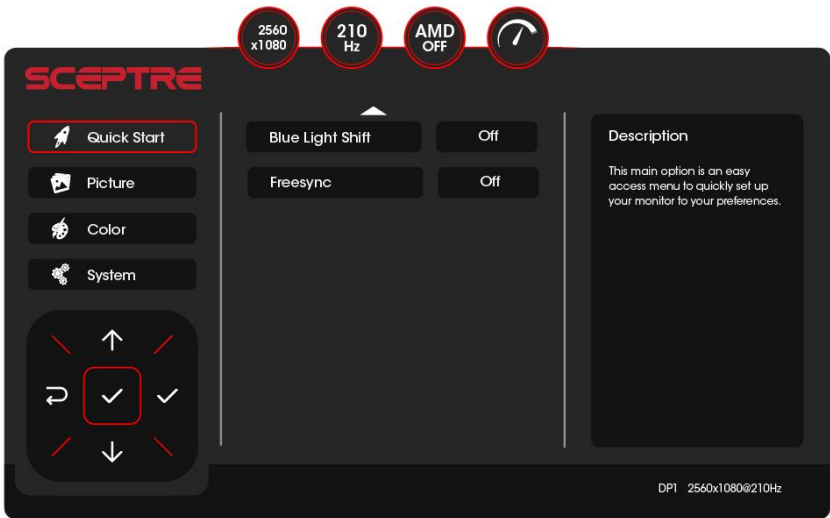 2560
x1080
210
Hz
AMD
OFF
SCEPTRE
Quick Start
Picture
Color
System
Blue Light Shift Off
Freesync Off
Description
This main option is an easy
access menu to quickly set up
your monitor to your preferences.
DP1 2560x1080@210Hz